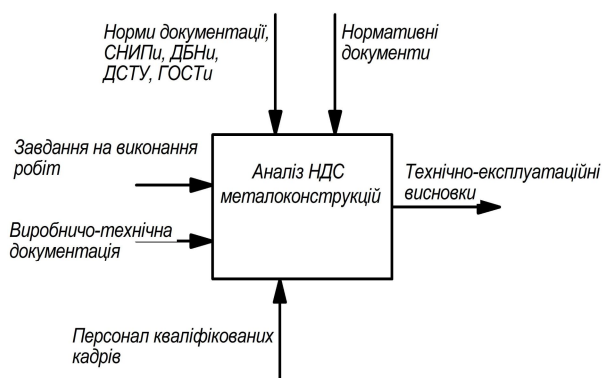 Норми документації,
СНИПи, ДБНи,
ДСТУ, ГОСТи
Нормативні
документи
Завдання на виконання
робіт
Аналіз НДС
металоконструкцій
Технічно-експлуатаційні
висновки
Виробничо-технічна
документація
Персонал кваліфікованих
кадрів